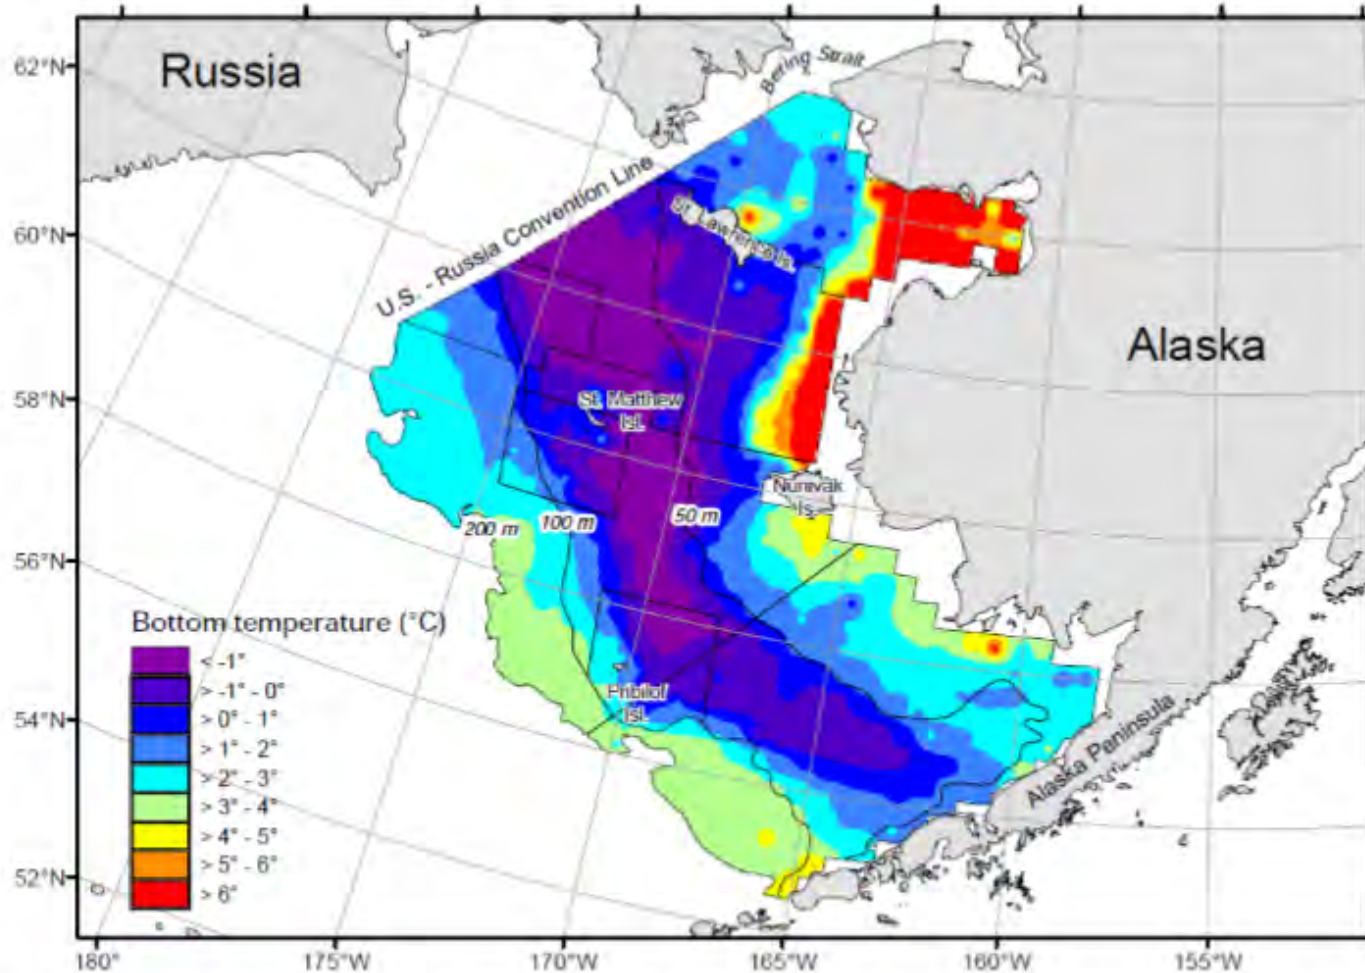 Russia
Bering Strait
62°N
U.S. - Russia Convention Line
St. Lawrence Is.
60°N
Alaska
58°N
St. Matthew
Isl.
Nunivak
Is.
200 m
100 m
50 m
56°N
Bottom temperature (°C)
< -1°
> -1° - 0°
> 0° - 1°
> 1° - 2°
> 2° - 3°
> 3° - 4°
> 4° - 5°
> 5° - 6°
> 6°
Pribilof
Isl.
54°N
Alaska Peninsula
52°N
180°
175°W
170°W
165°W
160°W
155°W